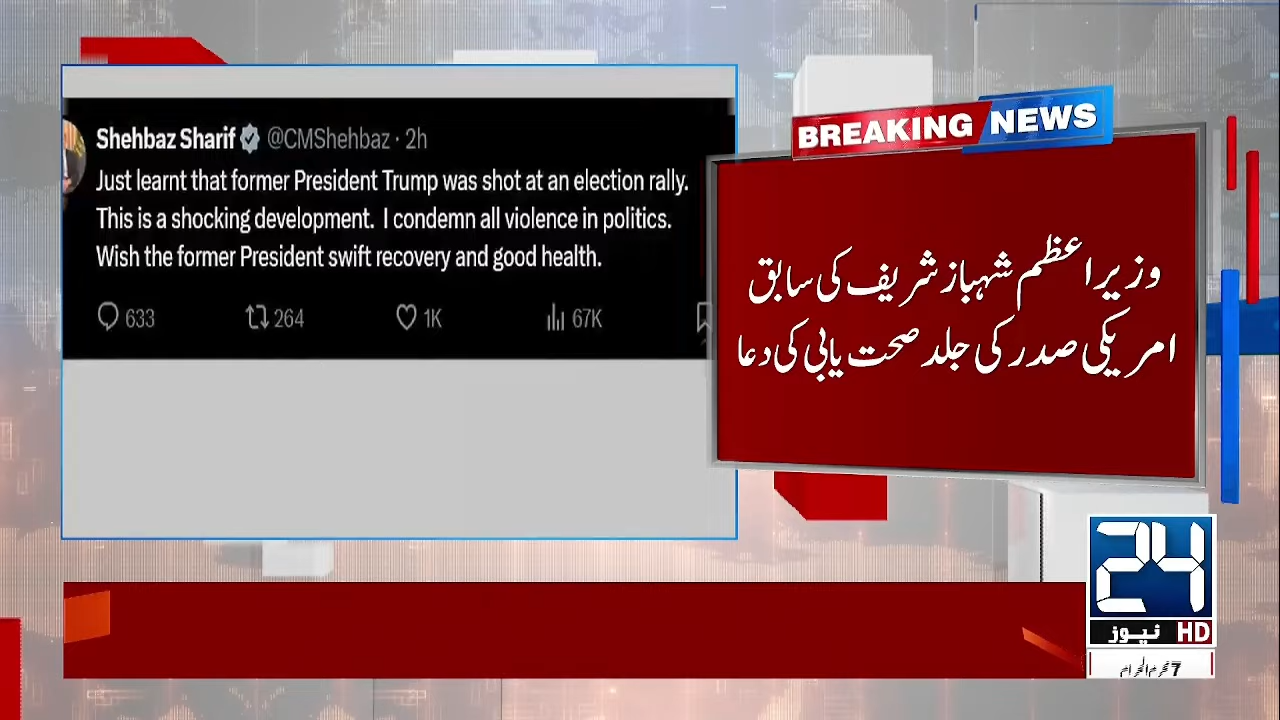 Shehbaz Sharif @CMShehbaz · 2h
Just learnt that former President Trump was shot at an election rally.
This is a shocking development. I condemn all violence in politics.
Wish the former President swift recovery and good health.
633 264 1K 67K
BREAKING NEWS
وزیراعظم شہباز شریف کی سابق
امریکی صدر کی جلد صحت یابی کی دعا
24
نیوز HD
7 محرم الحرام